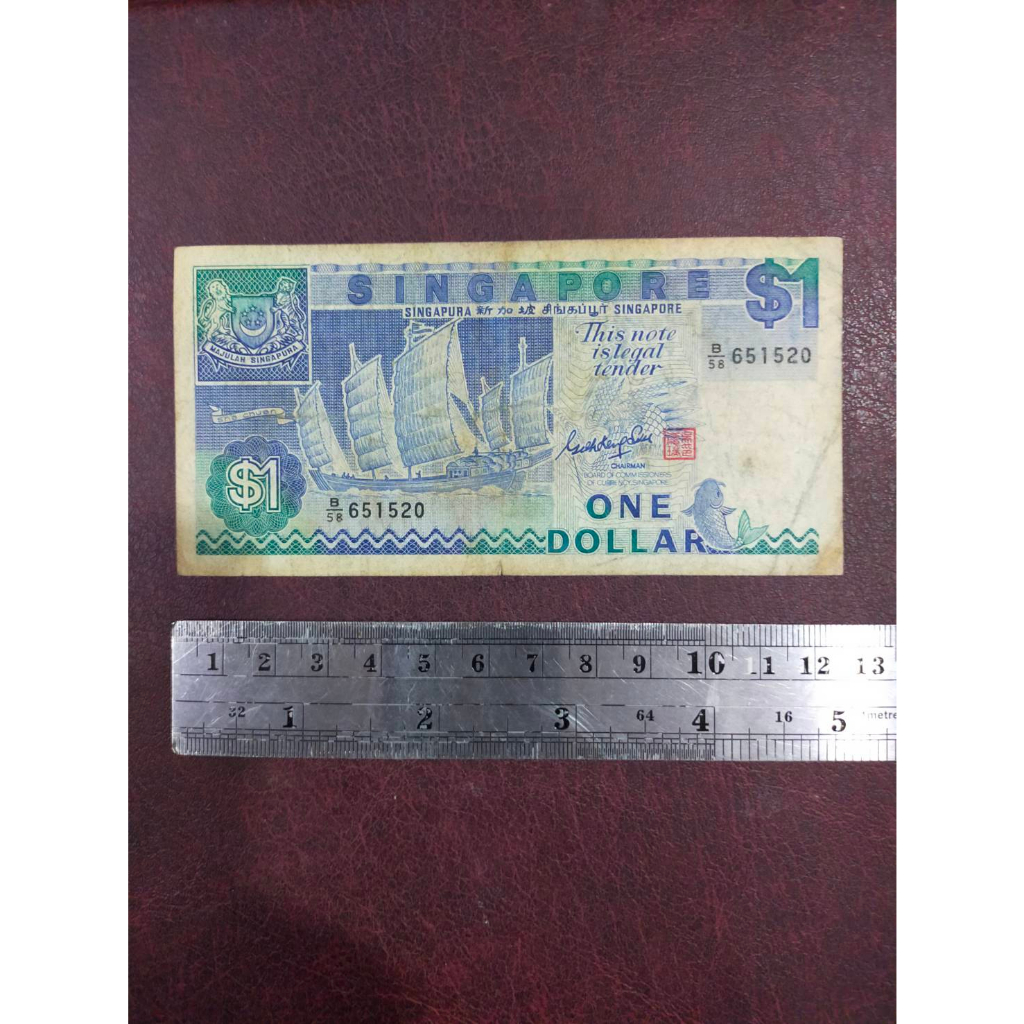 SINGAPORE $1
SINGAPURA 新加坡 சிங்கப்பூர் SINGAPORE
MAJULAH SINGAPURA
This note
is legal
tender
B/58 651520
CHAIRMAN
BOARD OF COMMISSIONERS
OF CURRENCY, SINGAPORE
$1
B/58 651520
ONE
DOLLAR
1 2 3 4 5 6 7 8 9 10 11 12 13
32 1 2 3 64 4 16 5